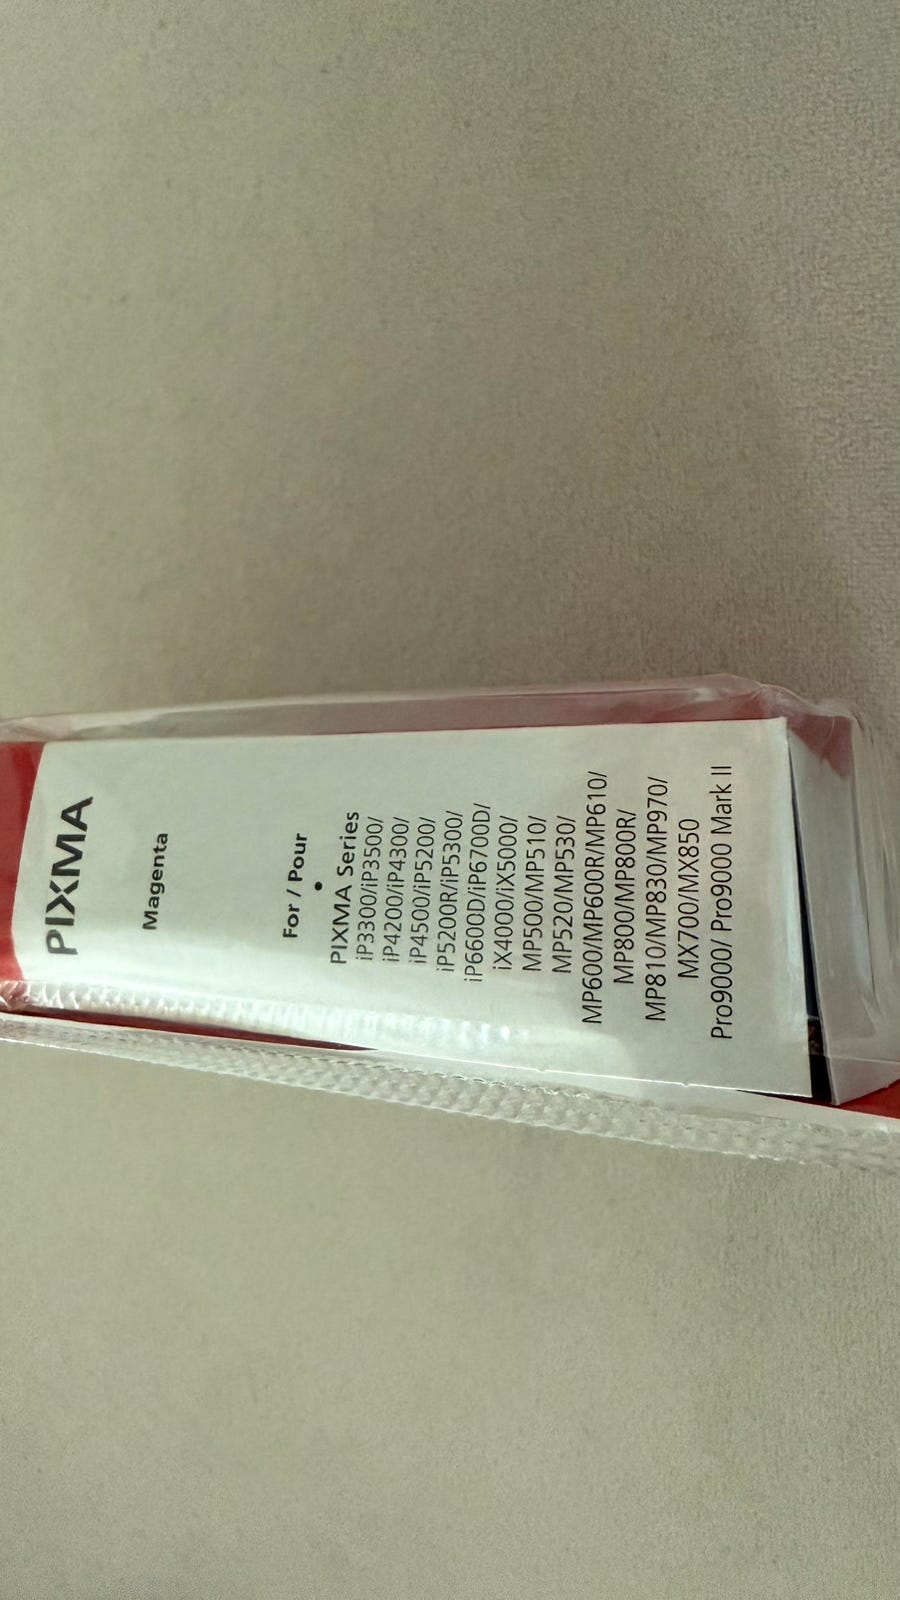 PIXMA
Magenta
For / Pour
•
PIXMA Series
iP3300/iP3500/
iP4200/iP4300/
iP4500/iP5200/
iP5200R/iP5300/
iP6600D/iP6700D/
iX4000/iX5000/
MP500/MP510/
MP520/MP530/
MP600/MP600R/MP610/
MP800/MP800R/
MP810/MP830/MP970/
MX700/MX850
Pro9000/ Pro9000 Mark II